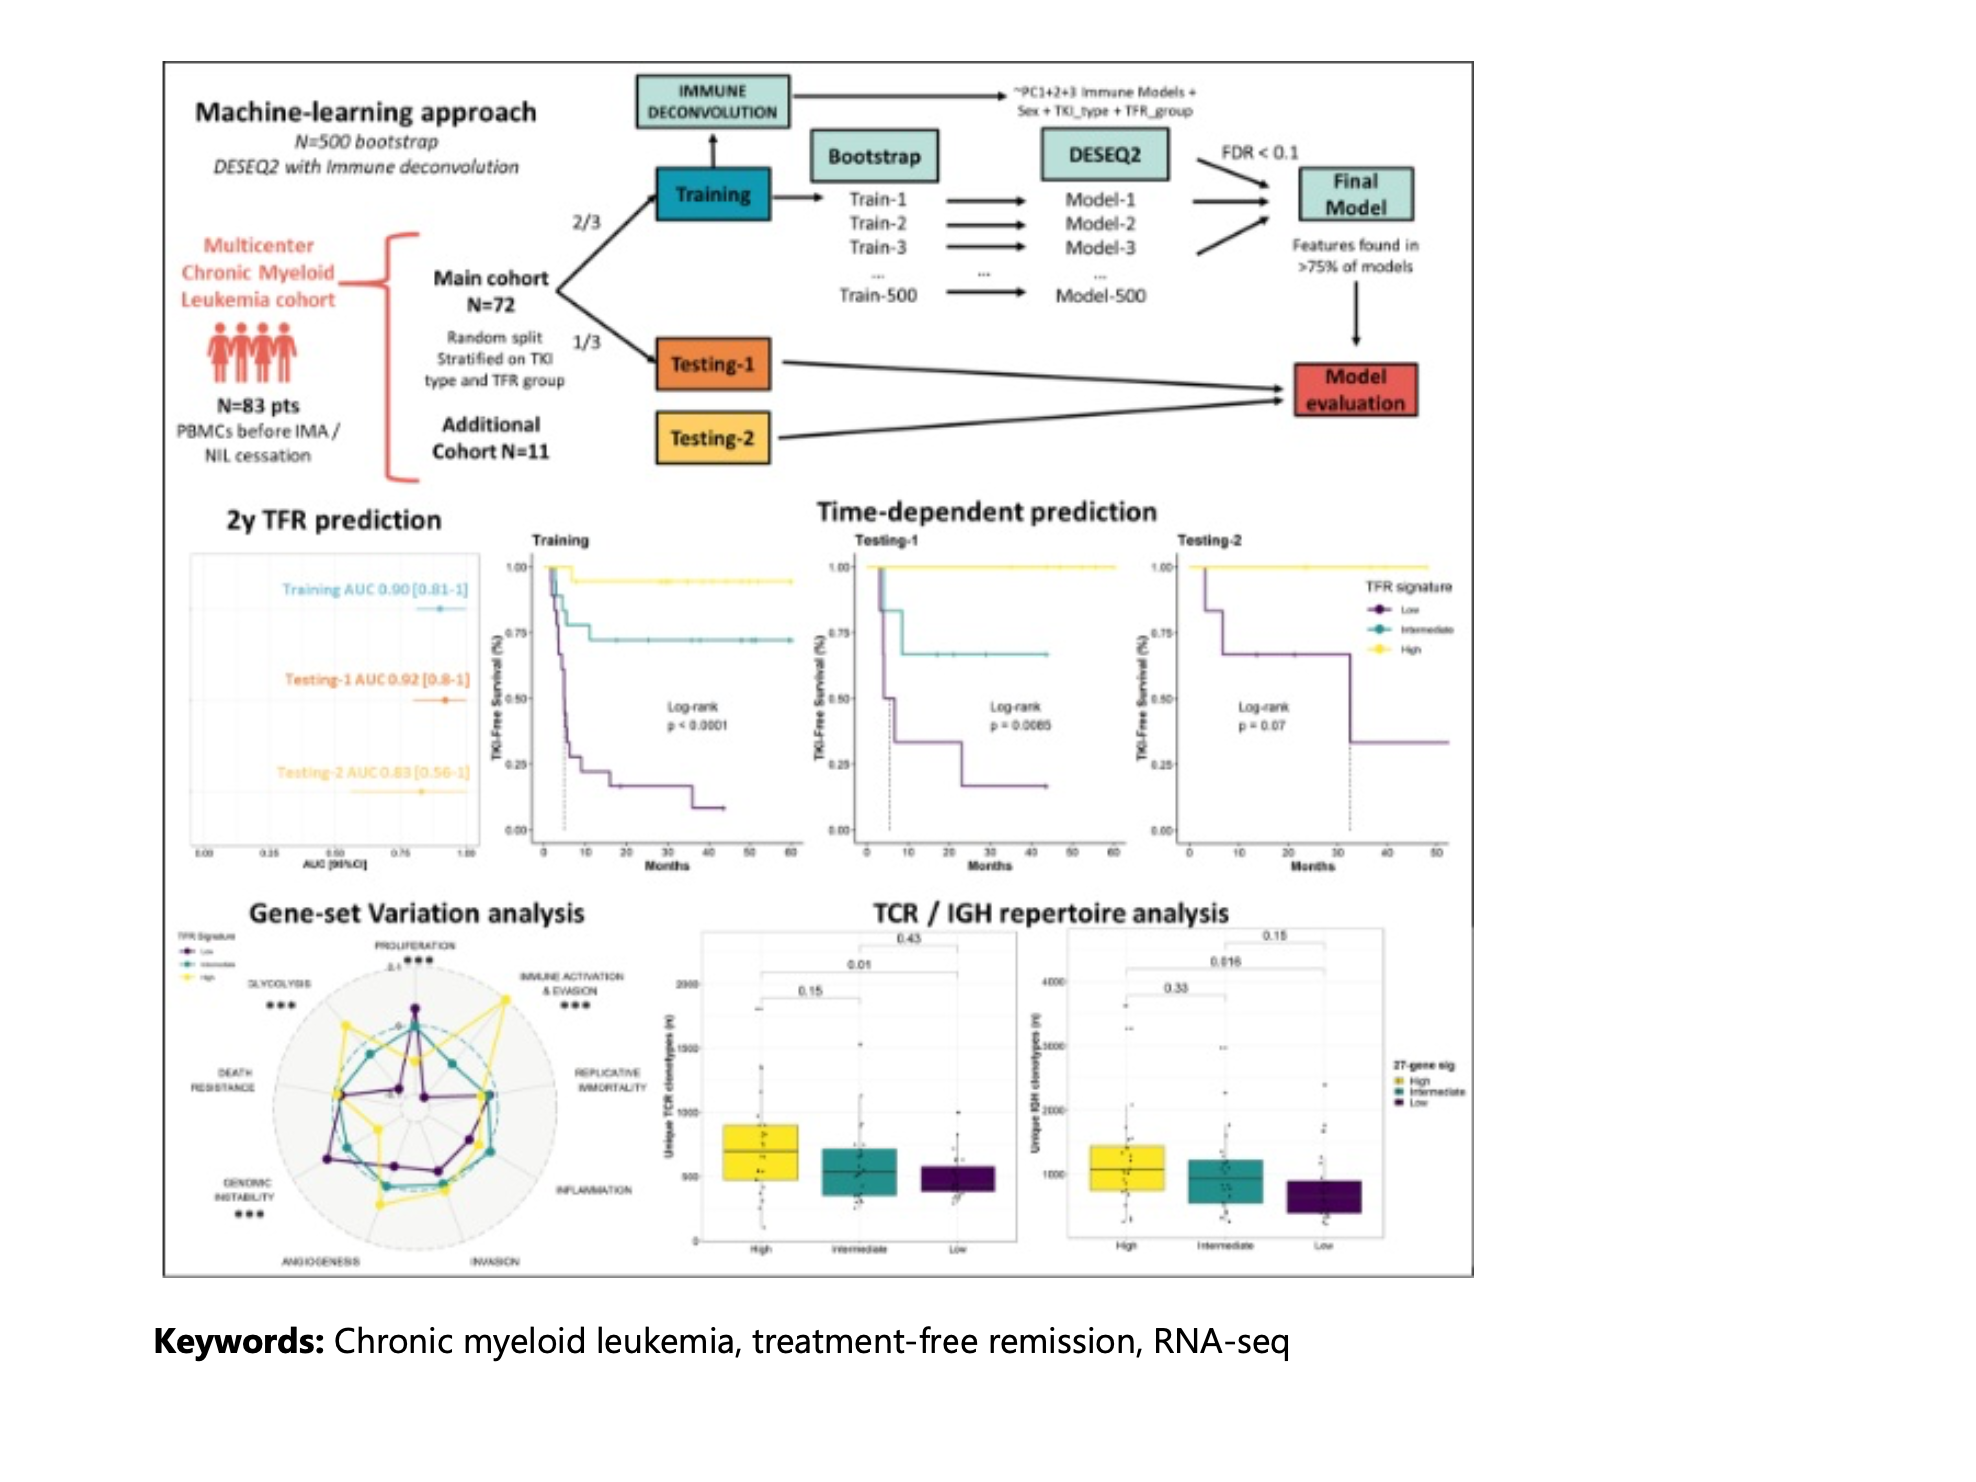 Machine-learning approach
N=500 bootstrap
DESEQ2 with Immune deconvolution
IMMUNE
DECONVOLUTION
~PC1+2+3 Immune Models +
Sex + TKI_type + TFR_group
Training
Bootstrap
DESEQ2
FDR < 0.1
Final
Model
Train-1
Model-1
Train-2
Model-2
Train-3
Model-3
...
...
...
Train-500
Model-500
Features found in
>75% of models
2/3
1/3
Multicenter
Chronic Myeloid
Leukemia cohort
N=83 pts
PBMCs before IMA /
NIL cessation
Main cohort
N=72
Random split
Stratified on TKI
type and TFR group
Additional
Cohort N=11
Testing-1
Testing-2
Model
evaluation
2y TFR prediction
Training AUC 0.90 [0.81-1]
Testing-1 AUC 0.92 [0.8-1]
Testing-2 AUC 0.83 [0.56-1]
0.00 0.25 0.50 0.75 1.00
AUC [95%CI]
Time-dependent prediction
Training
TKI-Free Survival (%)
1.00
0.75
0.50
0.25
0.00
Log-rank
p < 0.0001
0 10 20 30 40 50 60
Months
Testing-1
TKI-Free Survival (%)
1.00
0.75
0.50
0.25
0.00
Log-rank
p = 0.0085
0 10 20 30 40 50 60
Months
Testing-2
TKI-Free Survival (%)
1.00
0.75
0.50
0.25
0.00
Log-rank
p = 0.07
0 10 20 30 40 50
Months
TFR signature
Low
Intermediate
High
Gene-set Variation analysis
TFR Signature
Low
Intermediate
High
PROLIFERATION
***
0.1
0
IMMUNE ACTIVATION
& EVASION
***
REPLICATIVE
IMMORTALITY
INFLAMMATION
INVASION
ANGIOGENESIS
GENOMIC
INSTABILITY
***
DEATH
RESISTANCE
GLYCOLYSIS
***
TCR / IGH repertoire analysis
Unique TCR clonotypes (n)
2000
1500
1000
500
0
0.43
0.01
0.15
High Intermediate Low
Unique IGH clonotypes (n)
4000
3000
2000
1000
0.15
0.016
0.33
High Intermediate Low
27-gene sig
High
Intermediate
Low
Keywords: Chronic myeloid leukemia, treatment-free remission, RNA-seq